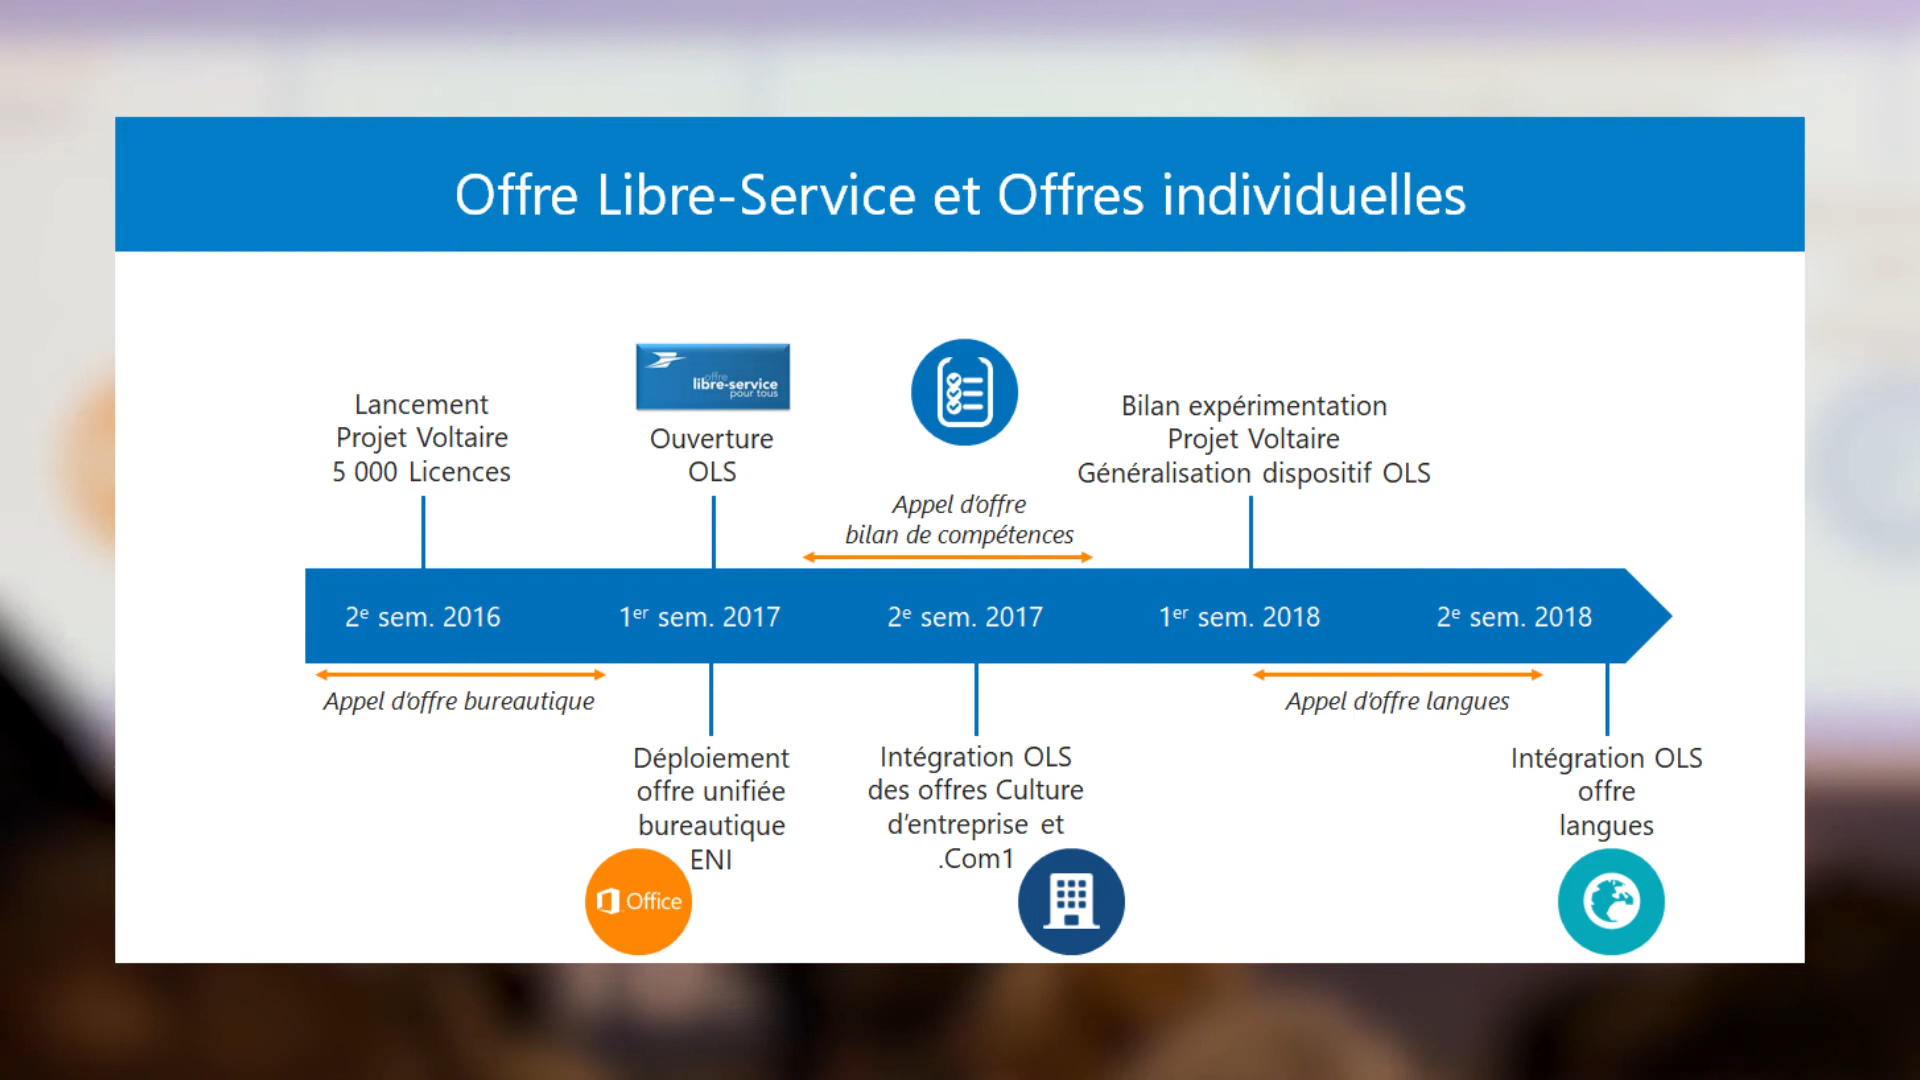 Offre Libre-Service et Offres individuelles
offre
libre-service
pour tous
Lancement
Projet Voltaire
5 000 Licences
Ouverture
OLS
Appel d'offre
bilan de compétences
Bilan expérimentation
Projet Voltaire
Généralisation dispositif OLS
2e sem. 2016
1er sem. 2017
2e sem. 2017
1er sem. 2018
2e sem. 2018
Appel d'offre bureautique
Appel d'offre langues
Déploiement
offre unifiée
bureautique
ENI
Office
Intégration OLS
des offres Culture
d'entreprise et
.Com1
Intégration OLS
offre
langues